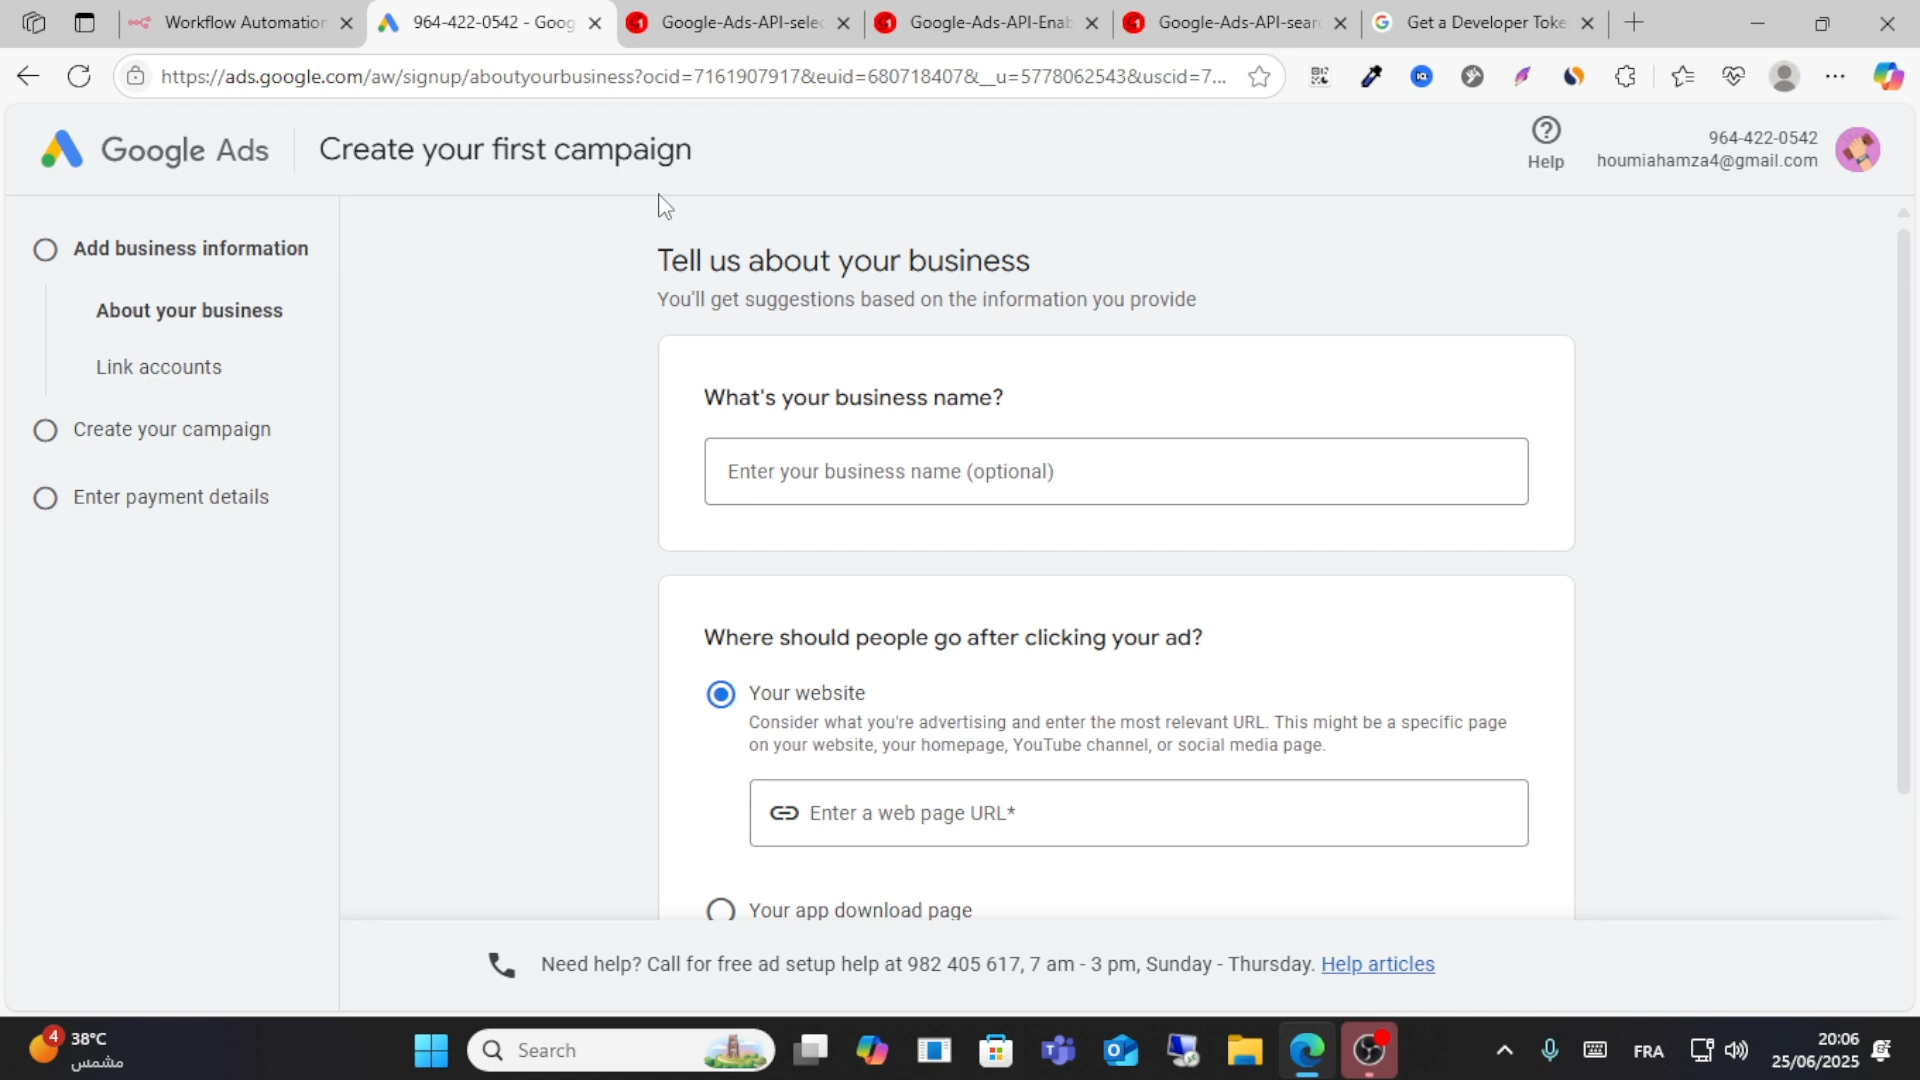 Workflow Automation
964-422-0542 - Goog
Google-Ads-API-selec
Google-Ads-API-Enab
Google-Ads-API-sear
Get a Developer Toke
https://ads.google.com/aw/signup/aboutyourbusiness?ocid=7161907917&euid=680718407&__u=5778062543&uscid=7...
Google Ads
Create your first campaign
Help
964-422-0542
houmiahamza4@gmail.com
Add business information
About your business
Link accounts
Create your campaign
Enter payment details
Tell us about your business
You'll get suggestions based on the information you provide
What's your business name?
Enter your business name (optional)
Where should people go after clicking your ad?
Your website
Consider what you're advertising and enter the most relevant URL. This might be a specific page
on your website, your homepage, YouTube channel, or social media page.
Enter a web page URL*
Your app download page
Need help? Call for free ad setup help at 982 405 617, 7 am - 3 pm, Sunday - Thursday. Help articles
4
38°C
مشمس
Search
FRA
20:06
25/06/2025